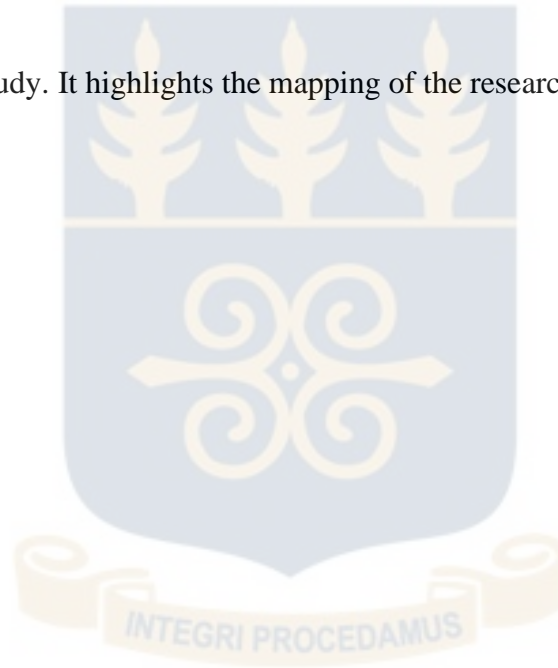 udy. It highlights the mapping of the researc
INTEGRI PROCEDAMUS